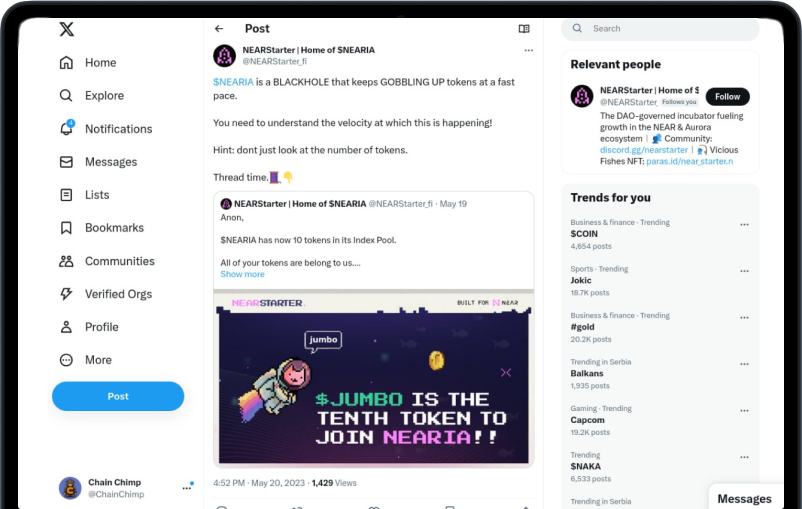 Home
Explore
Notifications
Messages
Lists
Bookmarks
Communities
Verified Orgs
Profile
More
Post
Chain Chimp
@ChainChimp
Post
NEARStarter | Home of $NEARIA
@NEARStarter_fi
$NEARIA is a BLACKHOLE that keeps GOBBLING UP tokens at a fast
pace.
You need to understand the velocity at which this is happening!
Hint: dont just look at the number of tokens.
Thread time.🧵👇
NEARStarter | Home of $NEARIA @NEARStarter_fi · May 19
Anon,
$NEARIA has now 10 tokens in its Index Pool.
All of your tokens are belong to us....
Show more
NEARSTARTER.
BUILT FOR NEAR
jumbo
$JUMBO IS THE
TENTH TOKEN TO
JOIN NEARIA!!
4:52 PM · May 20, 2023 · 1,429 Views
Search
Relevant people
NEARStarter | Home of $
@NEARStarter_ Follows you
Follow
The DAO-governed incubator fueling
growth in the NEAR & Aurora
ecosystem | Community:
discord.gg/nearstarter | Vicious
Fishes NFT: paras.id/near_starter.n
Trends for you
Business & finance · Trending
$COIN
4,654 posts
Sports · Trending
Jokic
18.7K posts
Business & finance · Trending
#gold
20.2K posts
Trending in Serbia
Balkans
1,935 posts
Gaming · Trending
Capcom
19.2K posts
Trending
$NAKA
6,533 posts
Trending in Serbia
Messages